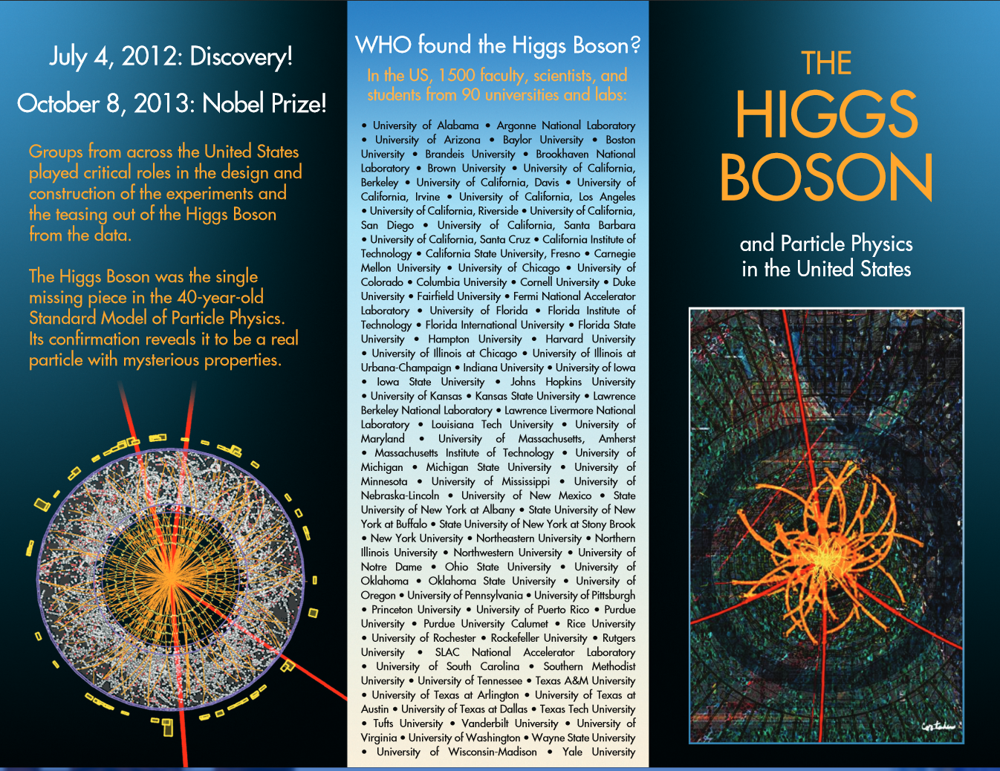 July 4, 2012: Discovery!
October 8, 2013: Nobel Prize!
Groups from across the United States
played critical roles in the design and
construction of the experiments and
the teasing out of the Higgs Boson
from the data.
The Higgs Boson was the single
missing piece in the 40-year-old
Standard Model of Particle Physics.
Its confirmation reveals it to be a real
particle with mysterious properties.
WHO found the Higgs Boson?
In the US, 1500 faculty, scientists, and
students from 90 universities and labs:
• University of Alabama • Argonne National Laboratory
• University of Arizona • Baylor University • Boston
University • Brandeis University • Brookhaven National
Laboratory • Brown University • University of California,
Berkeley • University of California, Davis • University of
California, Irvine • University of California, Los Angeles
• University of California, Riverside • University of California,
San Diego • University of California, Santa Barbara
• University of California, Santa Cruz • California Institute of
Technology • California State University, Fresno • Carnegie
Mellon University • University of Chicago • University of
Colorado • Columbia University • Cornell University • Duke
University • Fairfield University • Fermi National Accelerator
Laboratory • University of Florida • Florida Institute of
Technology • Florida International University • Florida State
University • Hampton University • Harvard University
• University of Illinois at Chicago • University of Illinois at
Urbana-Champaign • Indiana University • University of Iowa
• Iowa State University • Johns Hopkins University
• University of Kansas • Kansas State University • Lawrence
Berkeley National Laboratory • Lawrence Livermore National
Laboratory • Louisiana Tech University • University of
Maryland • University of Massachusetts, Amherst
• Massachusetts Institute of Technology • University of
Michigan • Michigan State University • University of
Minnesota • University of Mississippi • University of
Nebraska-Lincoln • University of New Mexico • State
University of New York at Albany • State University of New
York at Buffalo • State University of New York at Stony Brook
• New York University • Northeastern University • Northern
Illinois University • Northwestern University • University of
Notre Dame • Ohio State University • University of
Oklahoma • Oklahoma State University • University of
Oregon • University of Pennsylvania • University of Pittsburgh
• Princeton University • University of Puerto Rico • Purdue
University • Purdue University Calumet • Rice University
• University of Rochester • Rockefeller University • Rutgers
University • SLAC National Accelerator Laboratory
• University of South Carolina • Southern Methodist
University • University of Tennessee • Texas A&M University
• University of Texas at Arlington • University of Texas at
Austin • University of Texas at Dallas • Texas Tech University
• Tufts University • Vanderbilt University • University of
Virginia • University of Washington • Wayne State University
• University of Wisconsin-Madison • Yale University
THE
HIGGS
BOSON
and Particle Physics
in the United States